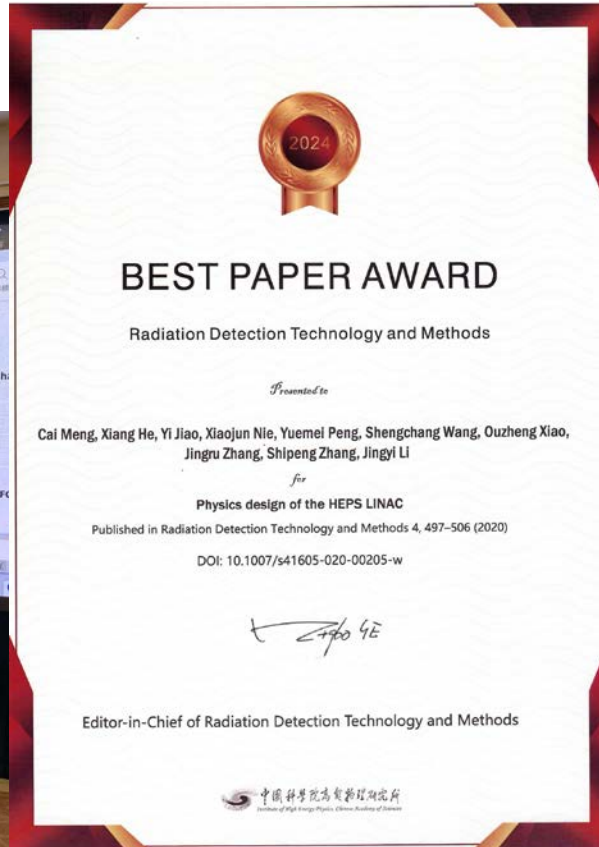 2024
BEST PAPER AWARD
Radiation Detection Technology and Methods
Presented to
Cai Meng, Xiang He, Yi Jiao, Xiaojun Nie, Yuemei Peng, Shengchang Wang, Ouzheng Xiao,
Jingru Zhang, Shipeng Zhang, Jingyi Li
for
Physics design of the HEPS LINAC
Published in Radiation Detection Technology and Methods 4, 497–506 (2020)
DOI: 10.1007/s41605-020-00205-w
Editor-in-Chief of Radiation Detection Technology and Methods
中国科学院高能物理研究所
Institute of High Energy Physics, Chinese Academy of Sciences